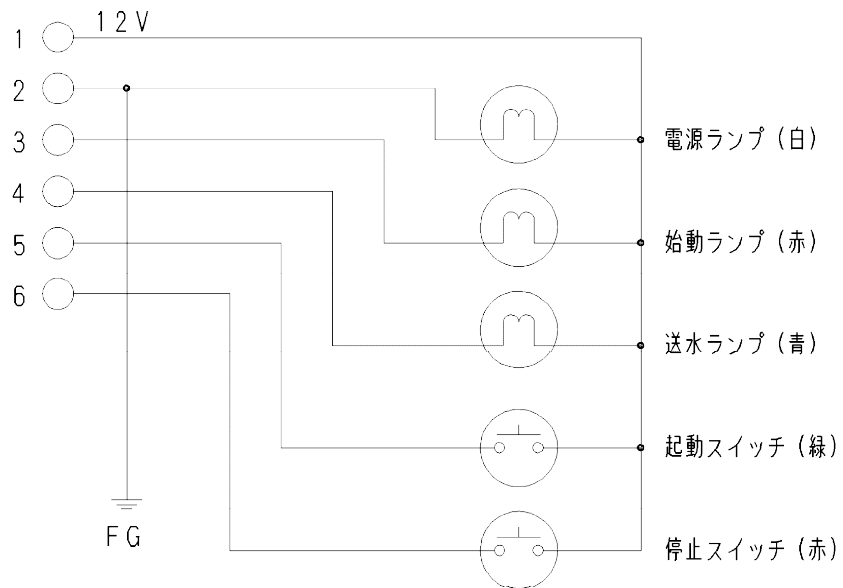 1 12V
2
3
4
5
6
電源ランプ（白）
始動ランプ（赤）
送水ランプ（青）
起動スイッチ（緑）
停止スイッチ（赤）
FG